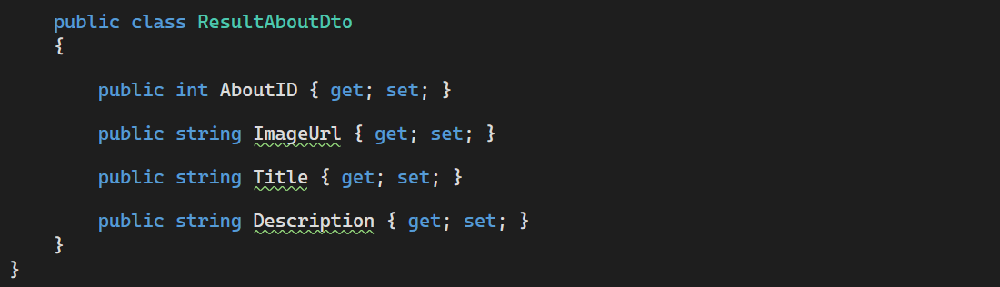 public class ResultAboutDto
{
public int AboutID { get; set; }
public string ImageUrl { get; set; }
public string Title { get; set; }
public string Description { get; set; }
}
}